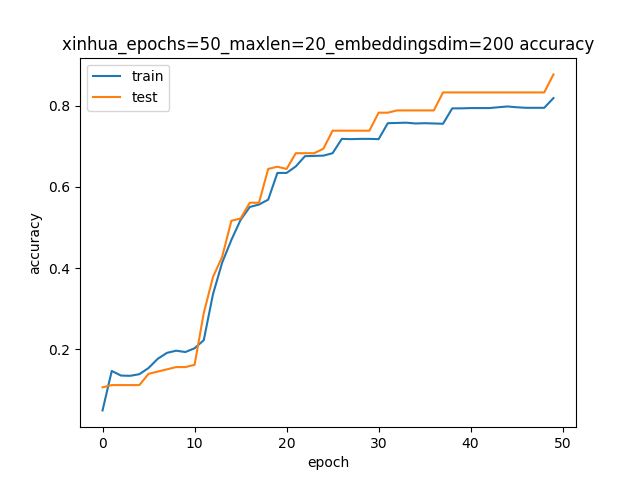 xinhua_epochs=50_maxlen=20_embeddingsdim=200 accuracy
train
test
accuracy
0.8
0.6
0.4
0.2
0 10 20 30 40 50
epoch